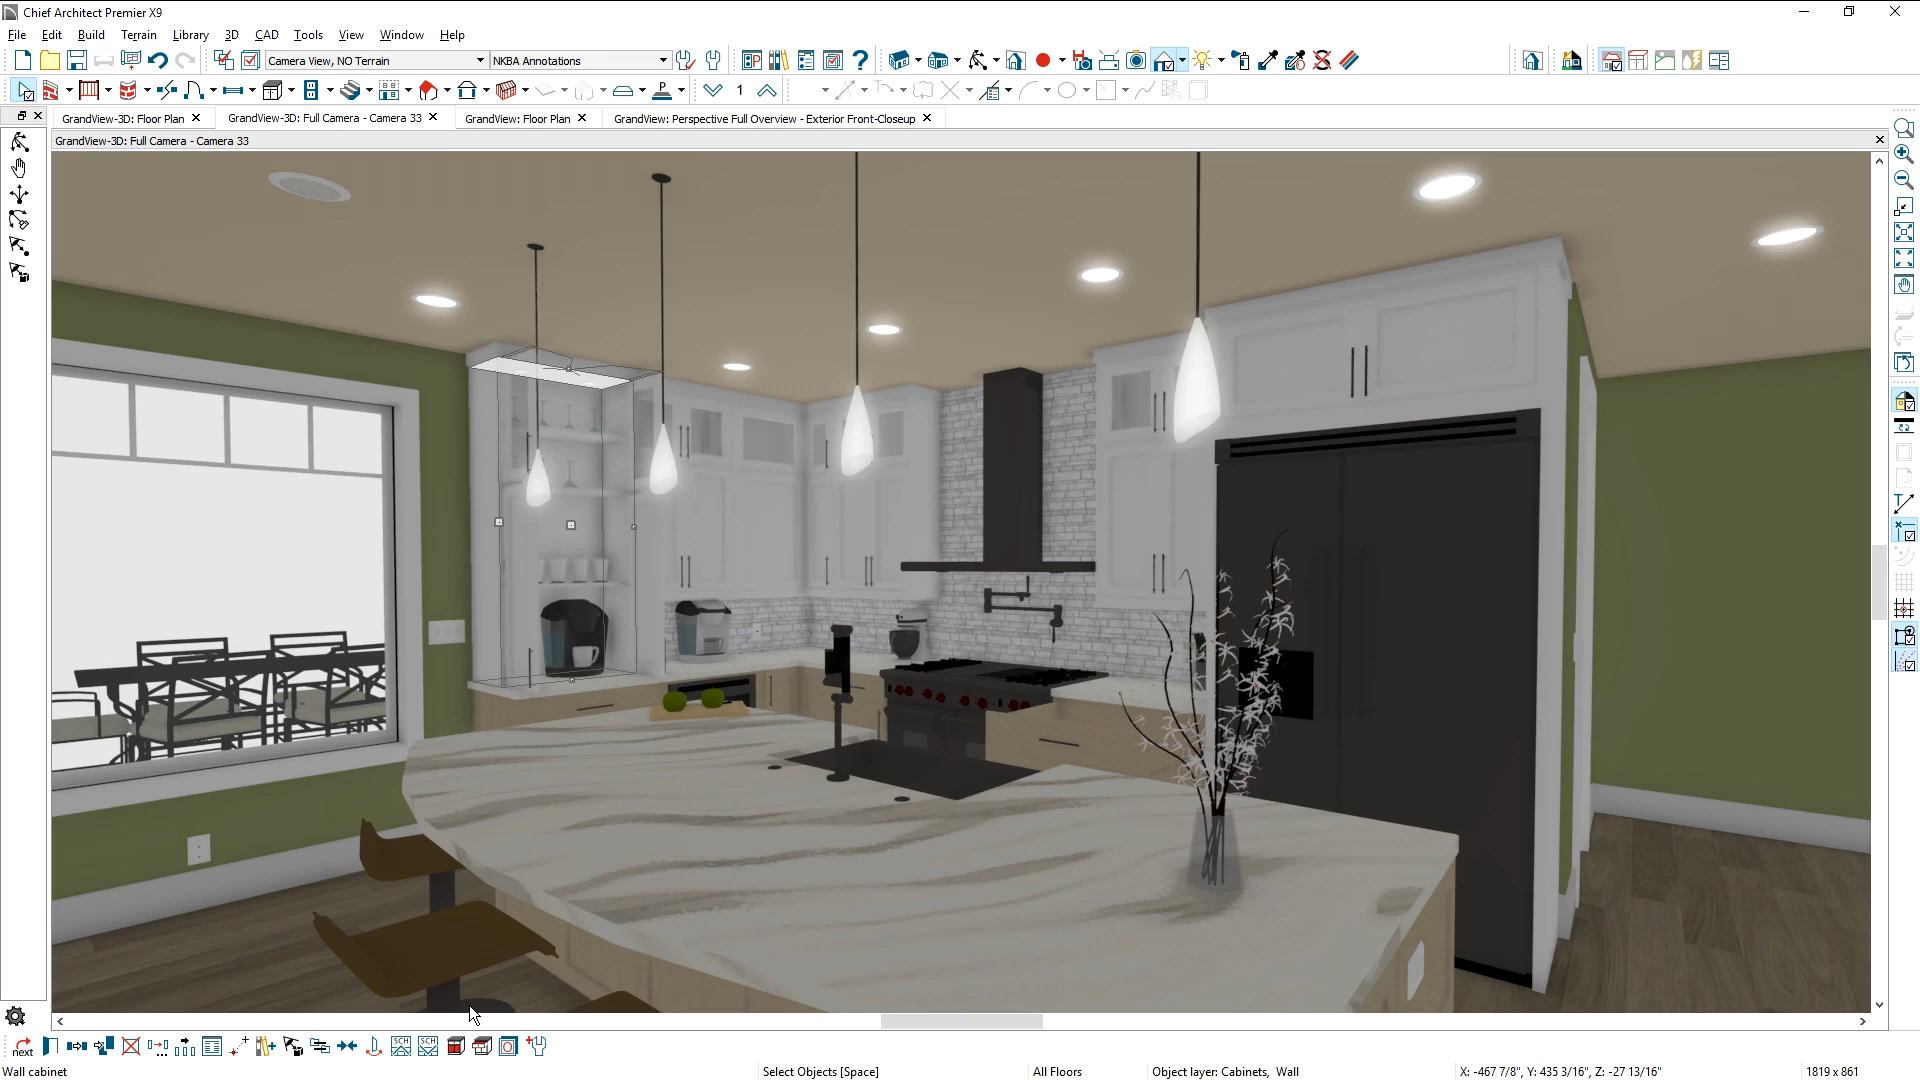 Chief Architect Premier X9
File Edit Build Terrain Library 3D CAD Tools View Window Help
Camera View, NO Terrain NKBA Annotations
P 1
GrandView-3D: Floor Plan GrandView-3D: Full Camera - Camera 33 GrandView: Floor Plan GrandView: Perspective Full Overview - Exterior Front-Closeup
GrandView-3D: Full Camera - Camera 33
next SCH SCH
Wall cabinet Select Objects [Space] All Floors Object layer: Cabinets, Wall X: -467 7/8", Y: 435 3/16", Z: -27 13/16" 1819 x 861